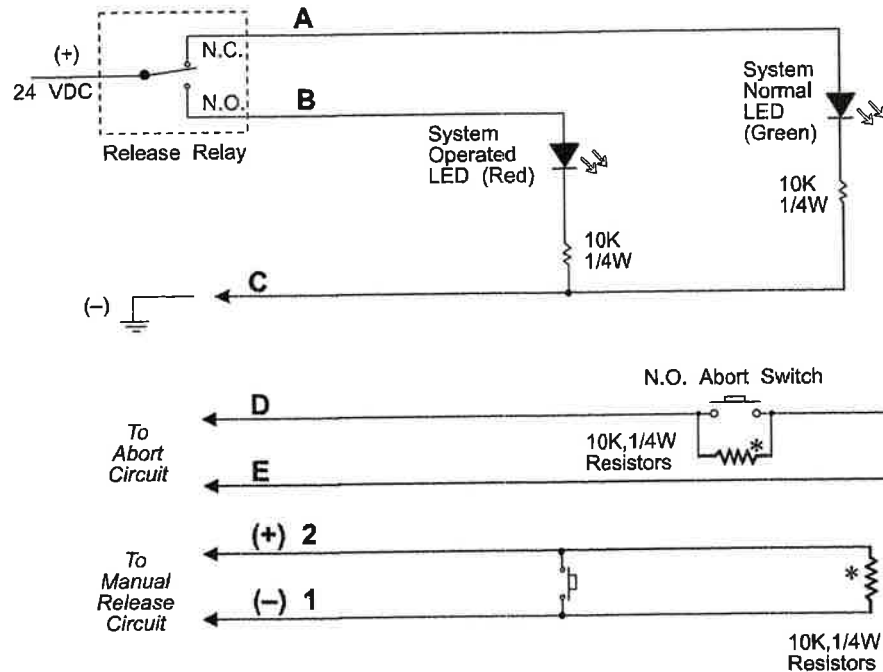 A
(+)
N.C.
24 VDC
N.O.
B
Release Relay
System
Operated
LED (Red)
System
Normal
LED
(Green)
10K
1/4W
10K
1/4W
C
(–)
N.O. Abort Switch
D
To
Abort
Circuit
10K,1/4W
Resistors
*
E
(+) 2
To
Manual
Release
Circuit
*
(–) 1
10K,1/4W
Resistors